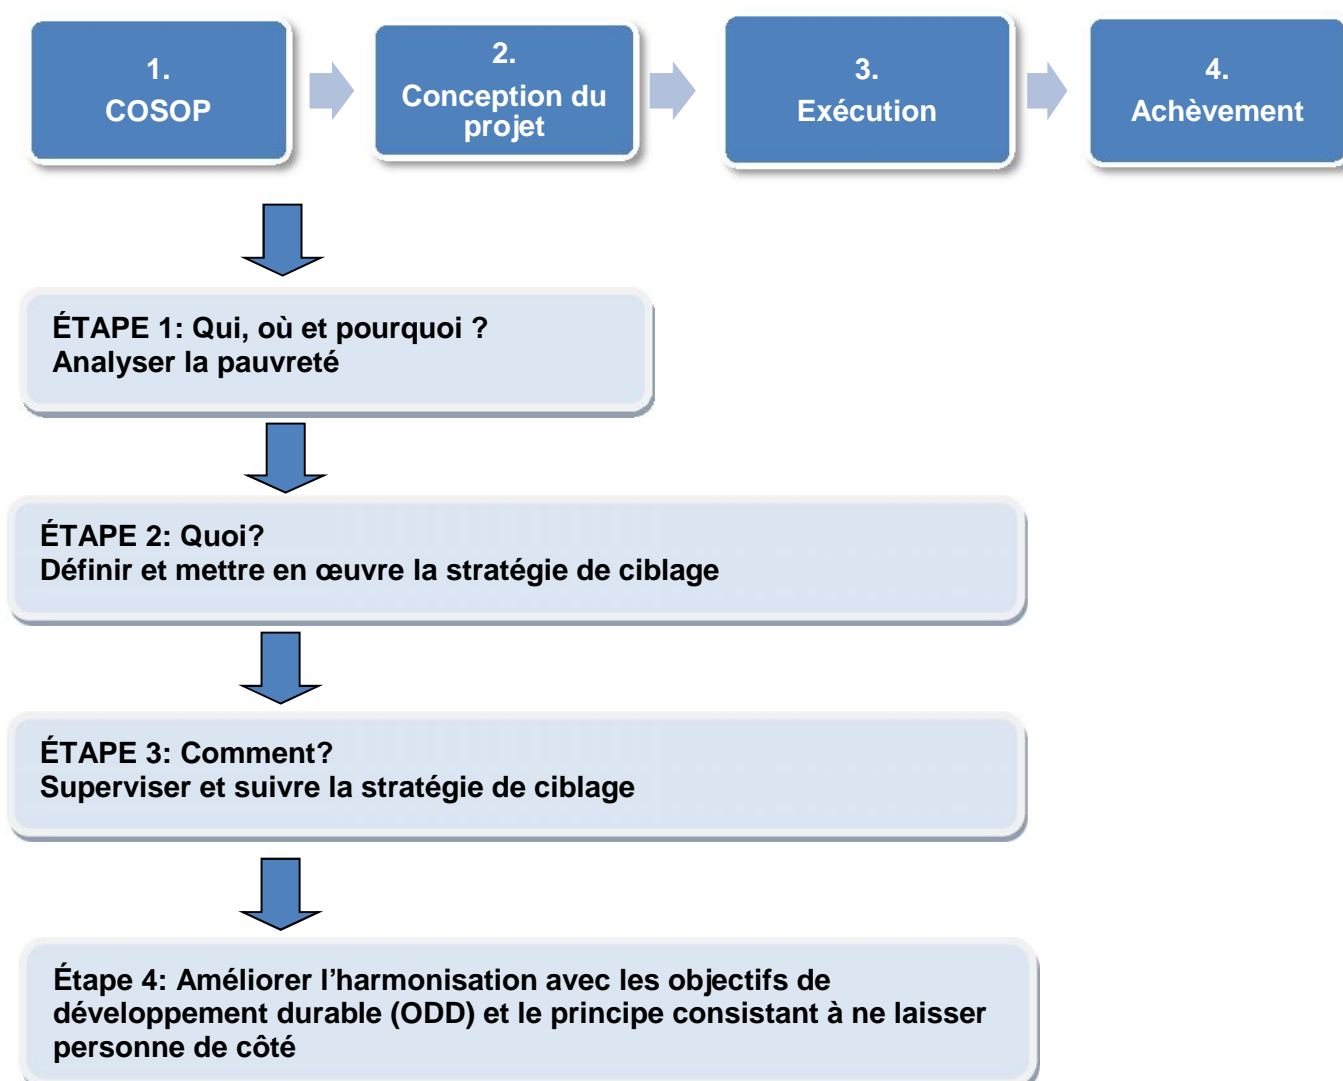 1.
COSOP
2.
Conception du
projet
3.
Exécution
4.
Achèvement
ÉTAPE 1: Qui, où et pourquoi ?
Analyser la pauvreté
ÉTAPE 2: Quoi?
Définir et mettre en œuvre la stratégie de ciblage
ÉTAPE 3: Comment?
Superviser et suivre la stratégie de ciblage
Étape 4: Améliorer l’harmonisation avec les objectifs de
développement durable (ODD) et le principe consistant à ne laisser
personne de côté